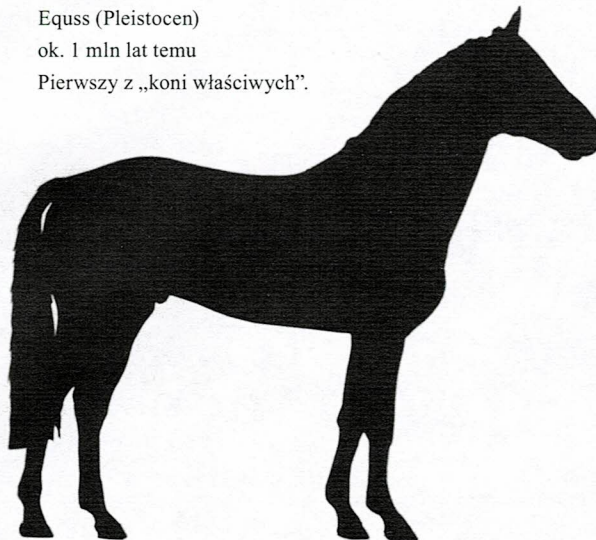 Equss (Pleistocen)
ok. 1 mln lat temu
Pierwszy z „koni właściwych”.